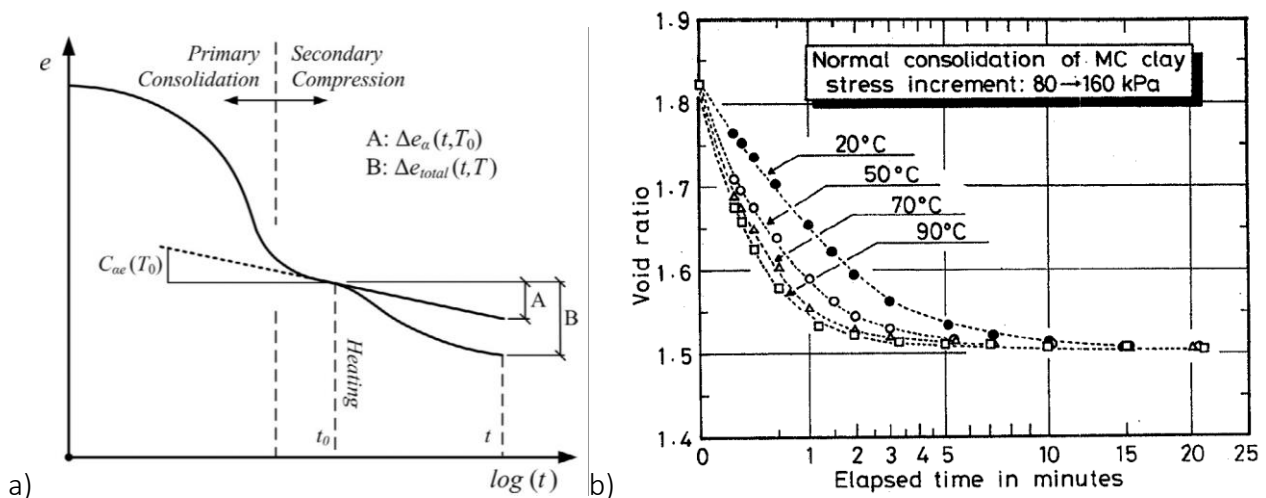 e
Primary
Consolidation
Secondary
Compression
A: Δeα(t,T0)
B: Δetotal(t,T)
Cαe(T0)
A
B
Heating
t0
t
log(t)
a)
Normal consolidation of MC clay
stress increment: 80→160 kPa
20°C
50°C
70°C
90°C
Void ratio
1.9
1.8
1.7
1.6
1.5
1.4
0 1 2 3 4 5 10 15 20 25
Elapsed time in minutes
b)